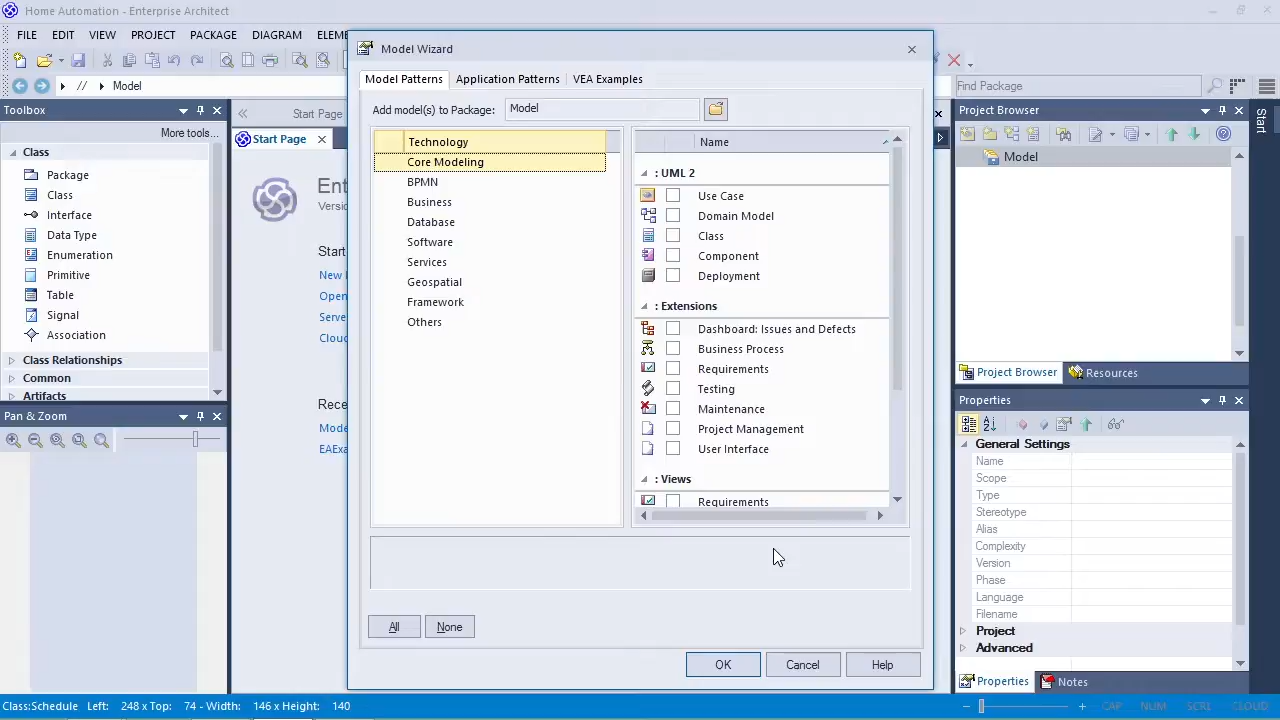 Home Automation - Enterprise Architect
FILE EDIT VIEW PROJECT PACKAGE DIAGRAM
// Model
Find Package
Toolbox
More tools...
Class
Package
Class
Interface
Data Type
Enumeration
Primitive
Table
Signal
Association
Class Relationships
Common
Artifacts
Pan & Zoom
Start Page
Start Page
Model Wizard
Model Patterns Application Patterns VEA Examples
Add model(s) to Package: Model
Technology
Core Modeling
BPMN
Business
Database
Software
Services
Geospatial
Framework
Others
Name
: UML 2
Use Case
Domain Model
Class
Component
Deployment
: Extensions
Dashboard: Issues and Defects
Business Process
Requirements
Testing
Maintenance
Project Management
User Interface
: Views
Requirements
All None
OK Cancel Help
Project Browser
Model
Project Browser Resources
Start
Properties
General Settings
Name
Scope
Type
Stereotype
Alias
Complexity
Version
Phase
Language
Filename
Project
Advanced
Properties Notes
Class:Schedule Left: 248 x Top: 74 - Width: 146 x Height: 140
CAP NUM SCRL CLOUD